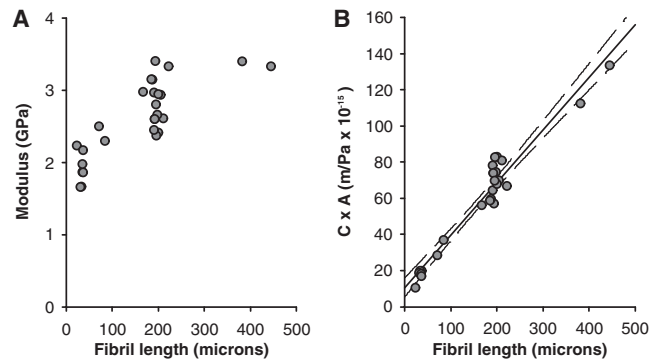 A
4
3
2
1
0
Modulus (GPa)
0 100 200 300 400 500
Fibril length (microns)
B
160
140
120
100
80
60
40
20
0
C x A (m/Pa x 10⁻¹⁵)
0 100 200 300 400 500
Fibril length (microns)